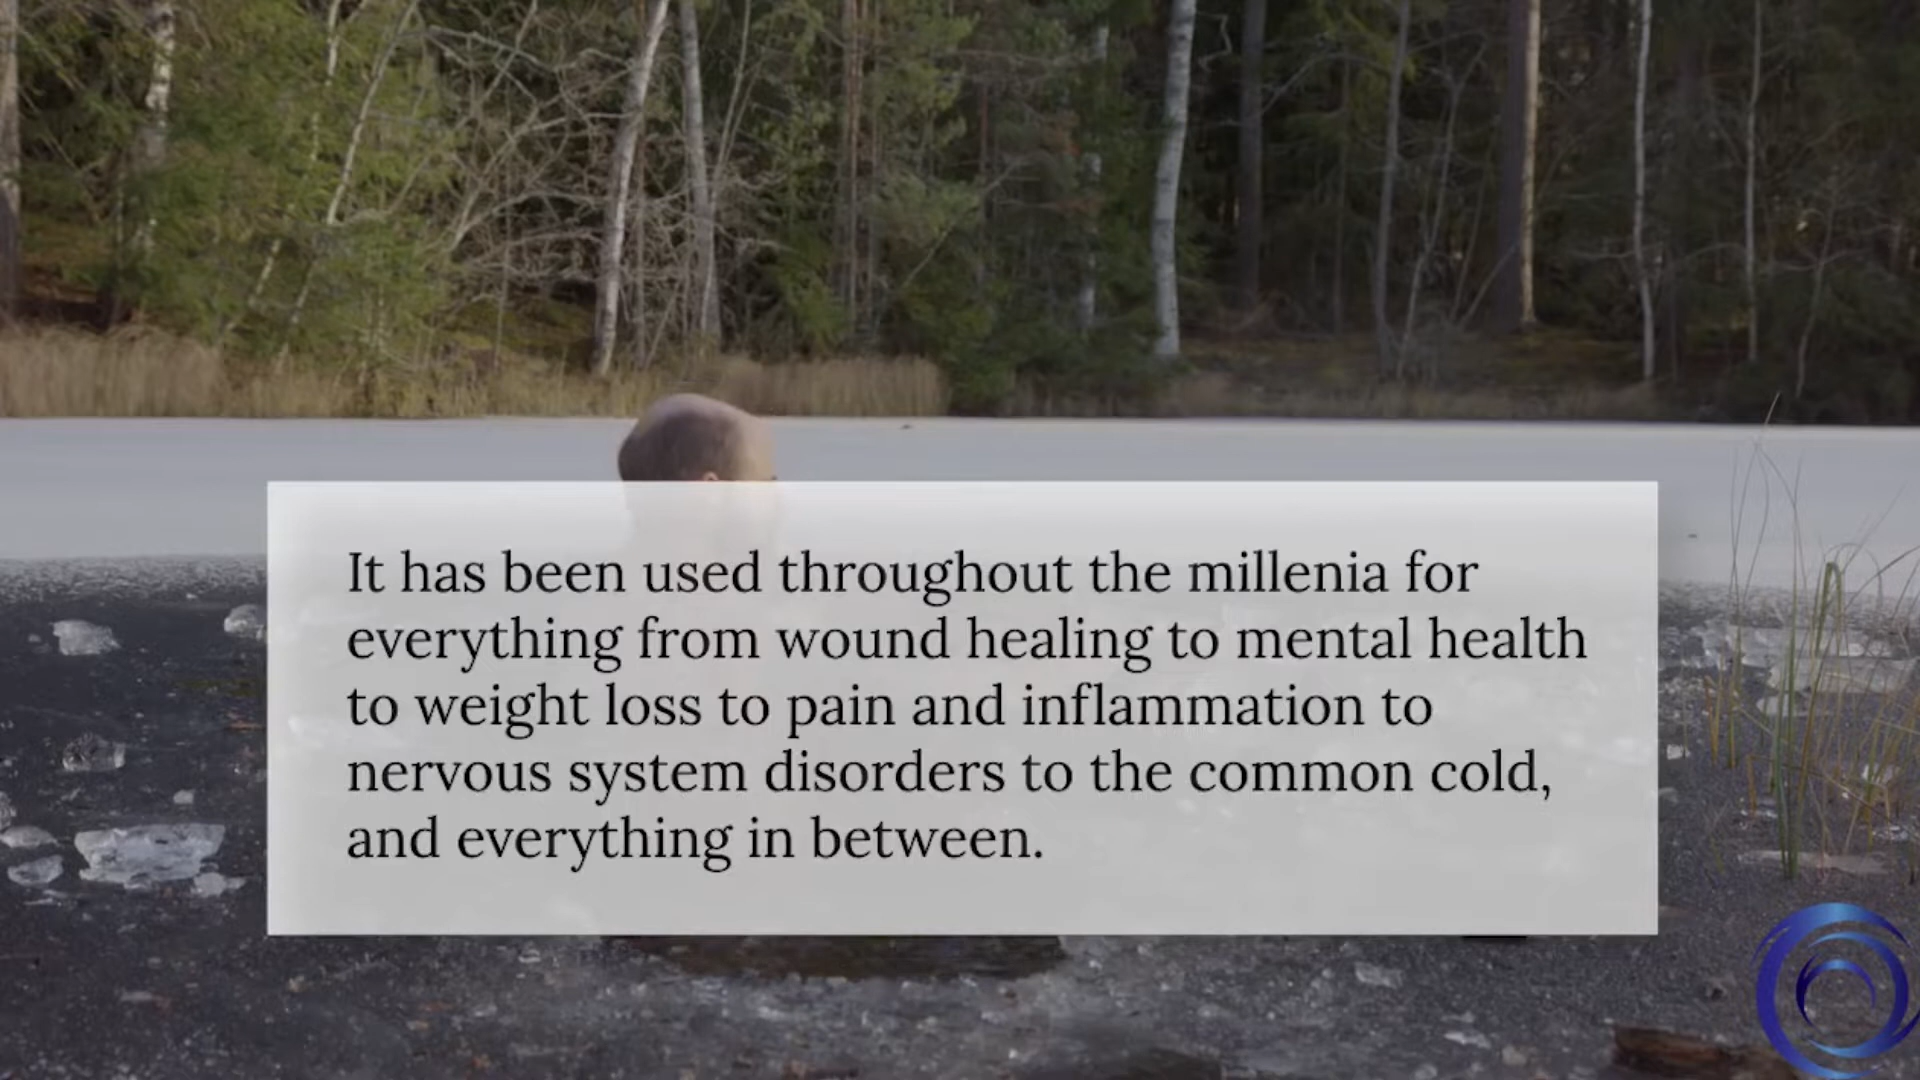 It has been used throughout the millenia for
everything from wound healing to mental health
to weight loss to pain and inflammation to
nervous system disorders to the common cold,
and everything in between.